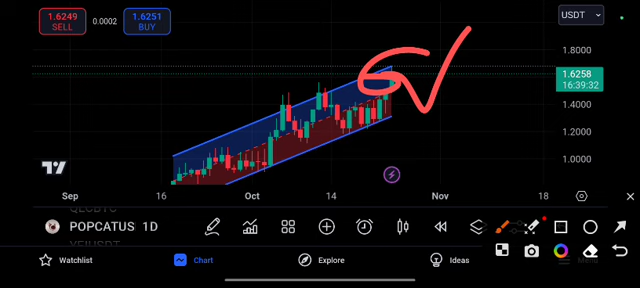 1.6249 SELL
0.0002
1.6251 BUY
USDT
1.8000
1.6258
16:39:32
1.4000
1.2000
1.0000
Sep 16 Oct 14 Nov 18
POPCATUS 1D
Watchlist
Chart
Explore
Ideas
Menu